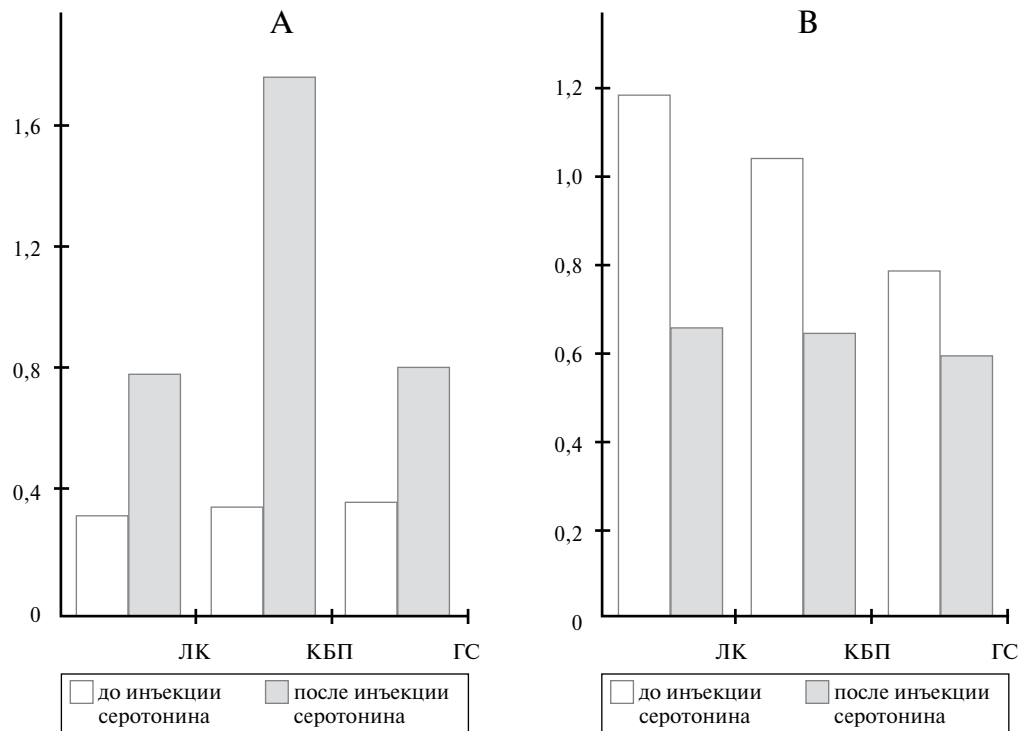 А
1,6
1,2
0,8
0,4
0
ЛК КБП ГС
до инъекции серотонина
после инъекции серотонина
В
1,2
1,0
0,8
0,6
0,4
0,2
0
ЛК КБП ГС
до инъекции серотонина
после инъекции серотонина